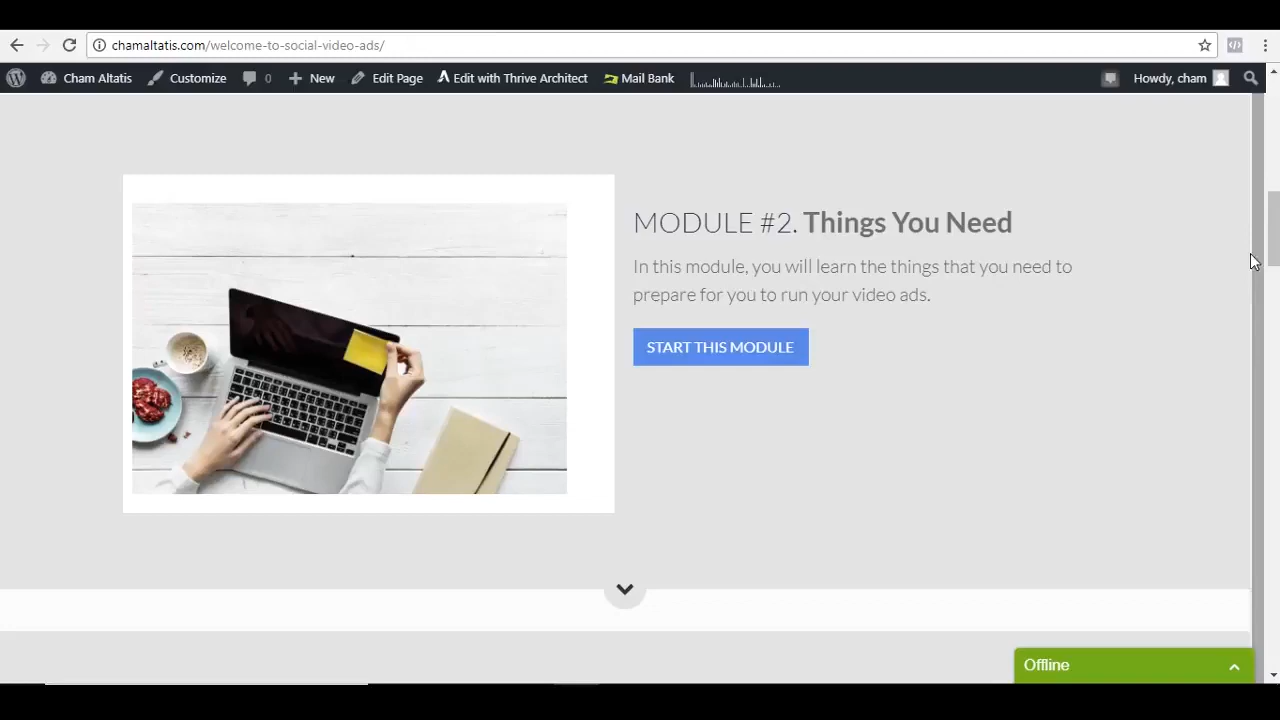 chamaltatis.com/welcome-to-social-video-ads/
Cham Altatis Customize 0 New Edit Page Edit with Thrive Architect Mail Bank Howdy, cham
MODULE #2. Things You Need
In this module, you will learn the things that you need to
prepare for you to run your video ads.
START THIS MODULE
Offline